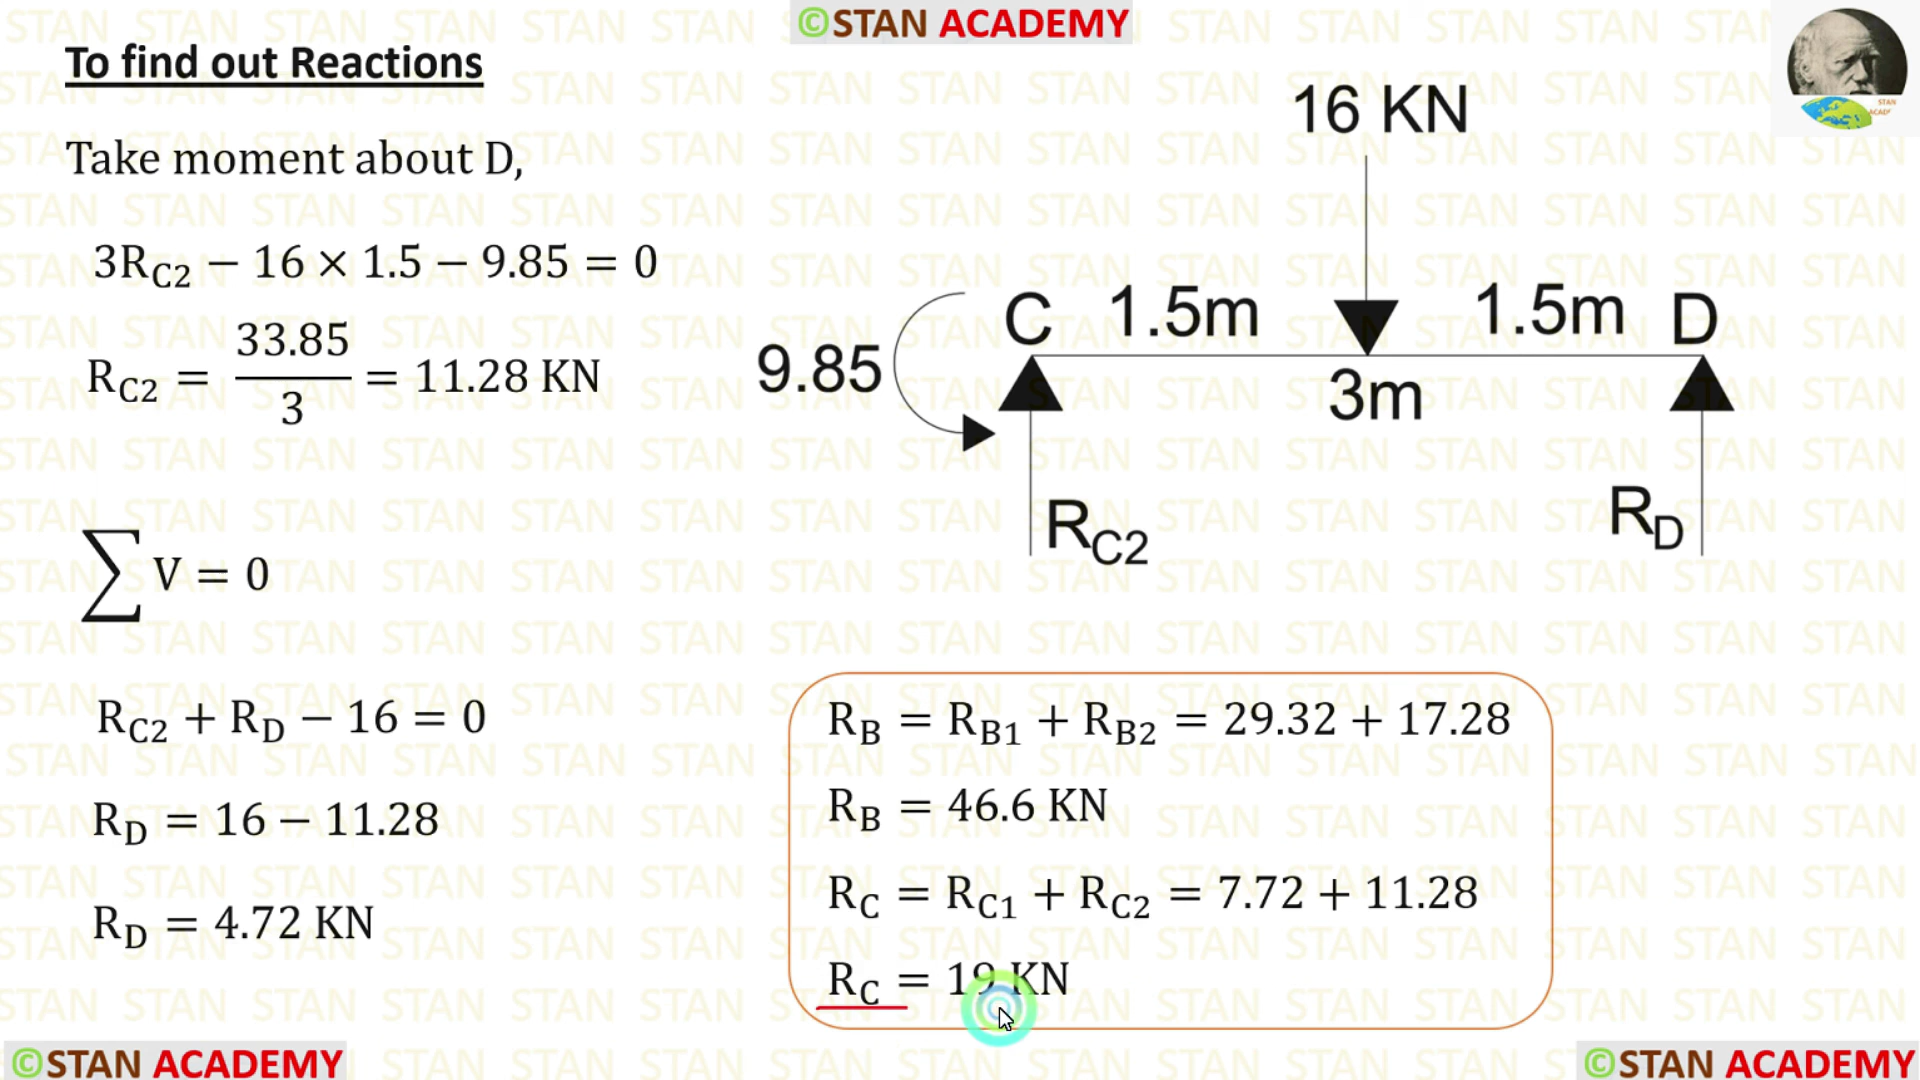 ©STAN ACADEMY
To find out Reactions
Take moment about D,
3R_C2 − 16 × 1.5 − 9.85 = 0
R_C2 = 33.85/3 = 11.28 KN
∑ V = 0
R_C2 + R_D − 16 = 0
R_D = 16 − 11.28
R_D = 4.72 KN
16 KN
C 1.5m 1.5m D
9.85
3m
R_C2 R_D
R_B = R_B1 + R_B2 = 29.32 + 17.28
R_B = 46.6 KN
R_C = R_C1 + R_C2 = 7.72 + 11.28
R_C = 19 KN
©STAN ACADEMY
©STAN ACADEMY